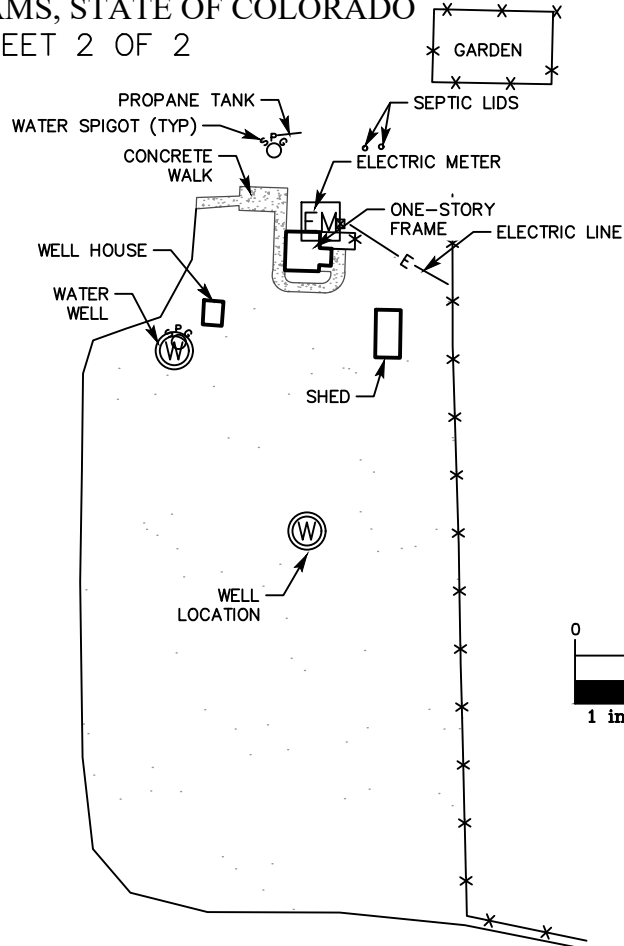 AMS, STATE OF COLORADO
EET 2 OF 2
GARDEN
PROPANE TANK
SEPTIC LIDS
WATER SPIGOT (TYP)
S P G
CONCRETE
WALK
ELECTRIC METER
EM
ONE-STORY
FRAME
ELECTRIC LINE
E
WELL HOUSE
WATER
WELL
S P G
W
SHED
W
WELL
LOCATION
0
1 in